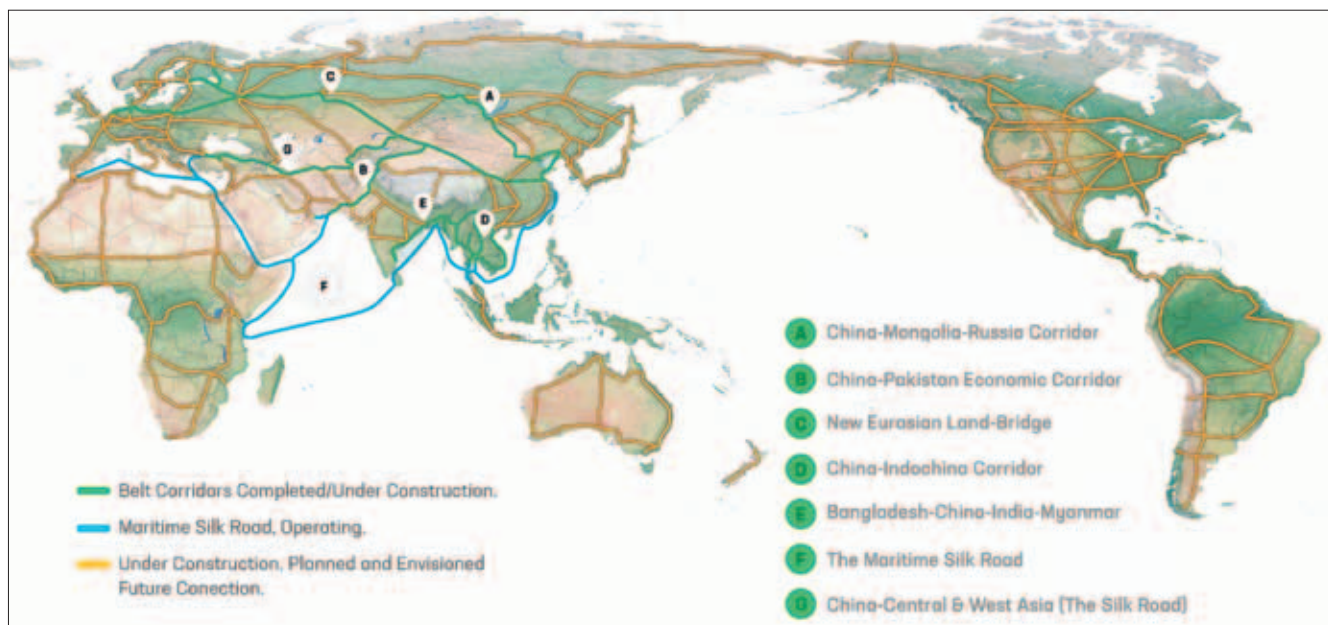 C
A
G
B
E
D
F
A China-Mongolia-Russia Corridor
B China-Pakistan Economic Corridor
C New Eurasian Land-Bridge
D China-Indochina Corridor
E Bangladesh-China-India-Myanmar
F The Maritime Silk Road
G China-Central & West Asia (The Silk Road)
Belt Corridors Completed/Under Construction.
Maritime Silk Road, Operating.
Under Construction, Planned and Envisioned
Future Conection.